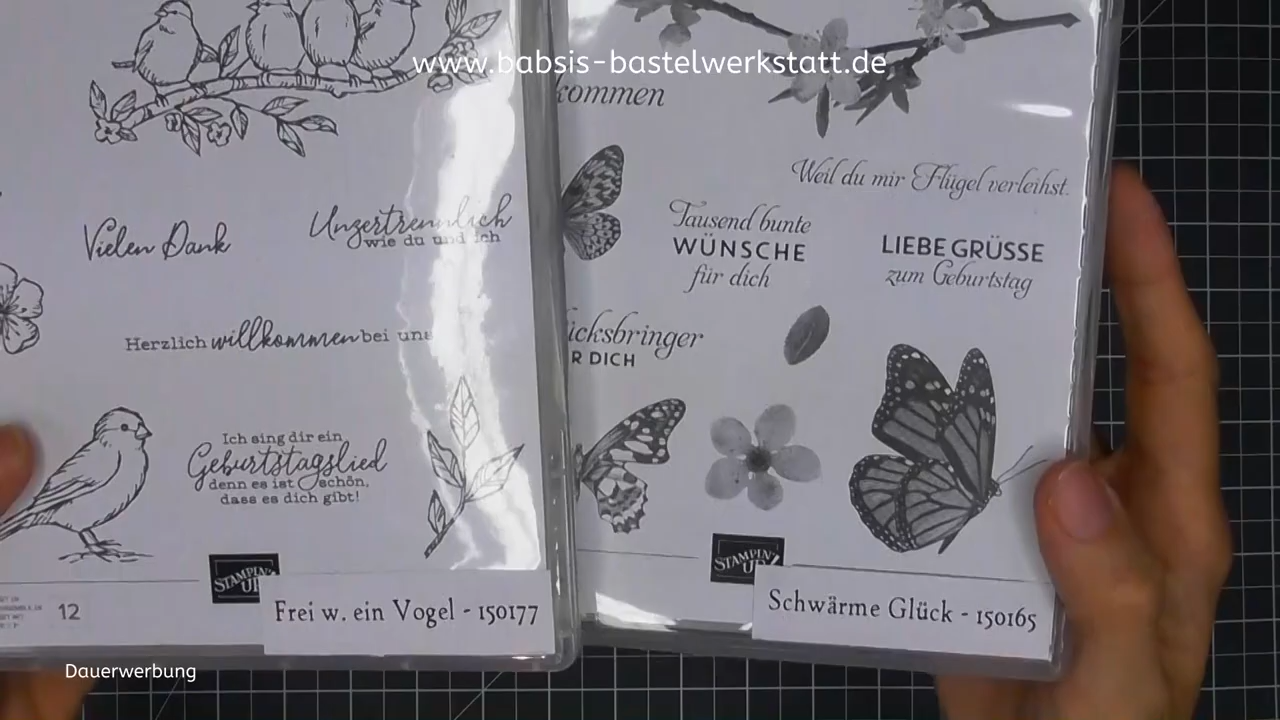 www.babsis-bastelwerkstatt.de
kommen
Weil du mir Flügel verleihst.
Vielen Dank
Unzertrennlich
wie du und ich
Tausend bunte
WÜNSCHE
für dich
LIEBE GRÜSSE
zum Geburtstag
Herzlich willkommen bei uns
ücksbringer
R DICH
Ich sing dir ein
Geburtstagslied
denn es ist schön,
dass es dich gibt!
STAMPIN'
UP
STAMPIN'
UP
12
Frei w. ein Vogel - 150177
Schwärme Glück - 150165
Dauerwerbung